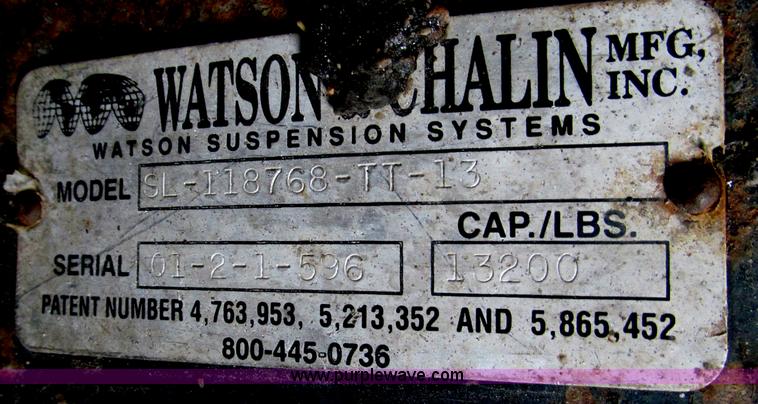 WATSON & CHALIN MFG, INC.
WATSON SUSPENSION SYSTEMS
MODEL SL-118768-TT-13
CAP./LBS.
SERIAL 01-2-1-596 13200
PATENT NUMBER 4,763,953, 5,213,352 AND 5,865,452
800-445-0736
www.purplewave.com